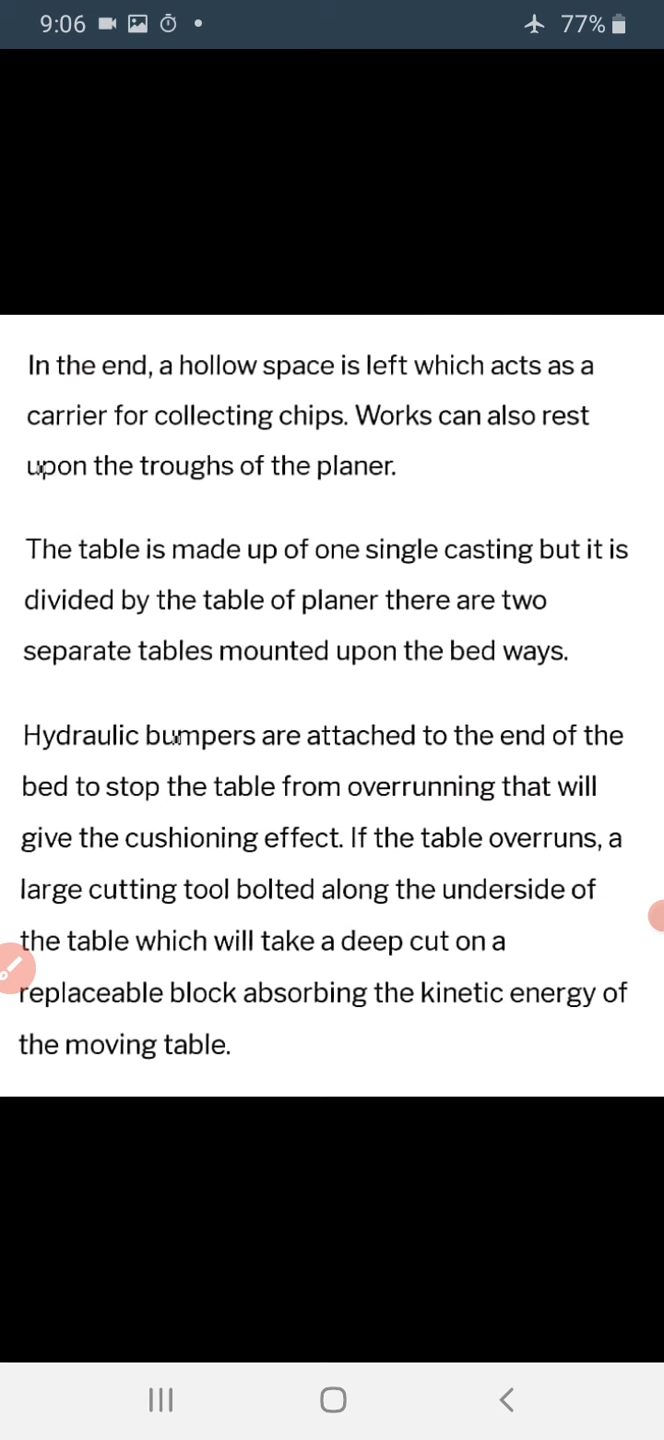 9:06
77%
In the end, a hollow space is left which acts as a
carrier for collecting chips. Works can also rest
upon the troughs of the planer.
The table is made up of one single casting but it is
divided by the table of planer there are two
separate tables mounted upon the bed ways.
Hydraulic bumpers are attached to the end of the
bed to stop the table from overrunning that will
give the cushioning effect. If the table overruns, a
large cutting tool bolted along the underside of
the table which will take a deep cut on a
replaceable block absorbing the kinetic energy of
the moving table.